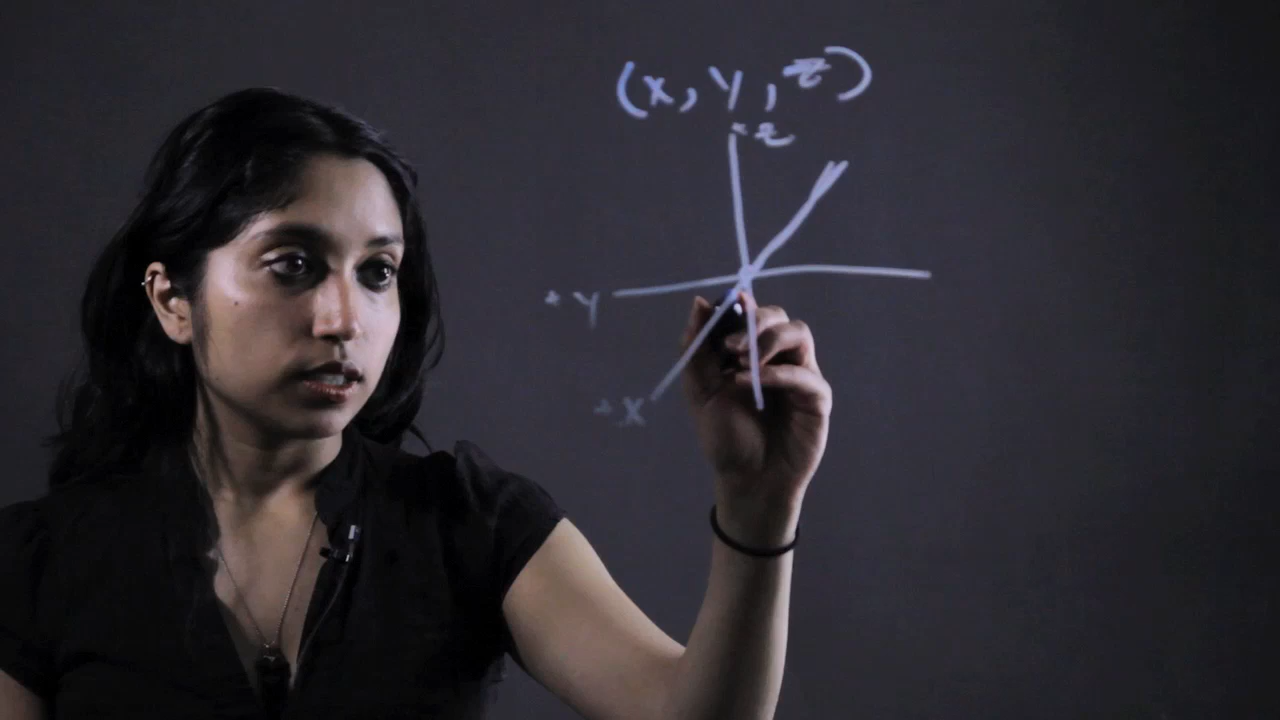 (x, y, z)
+z
+y
+x